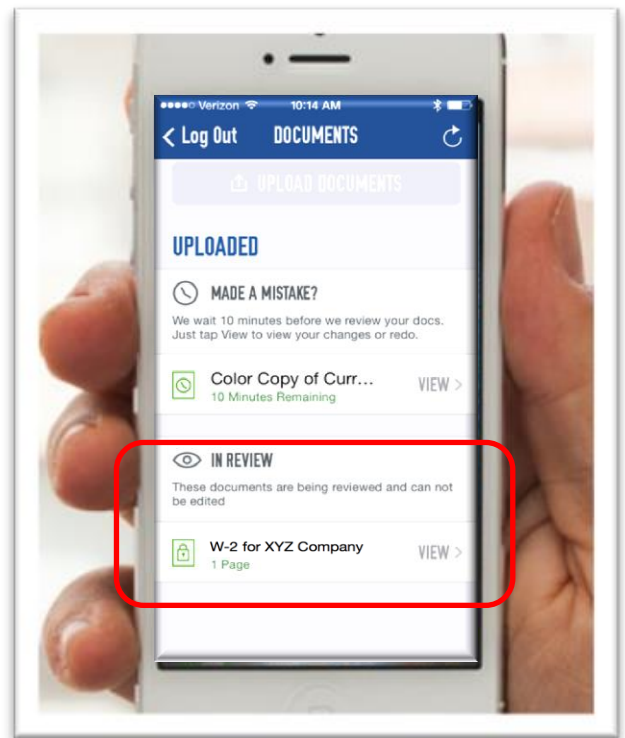 Verizon 10:14 AM
< Log Out DOCUMENTS
UPLOAD DOCUMENTS
UPLOADED
MADE A MISTAKE?
We wait 10 minutes before we review your docs.
Just tap View to view your changes or redo.
Color Copy of Curr...
10 Minutes Remaining
VIEW >
IN REVIEW
These documents are being reviewed and can not
be edited
W-2 for XYZ Company
1 Page
VIEW >